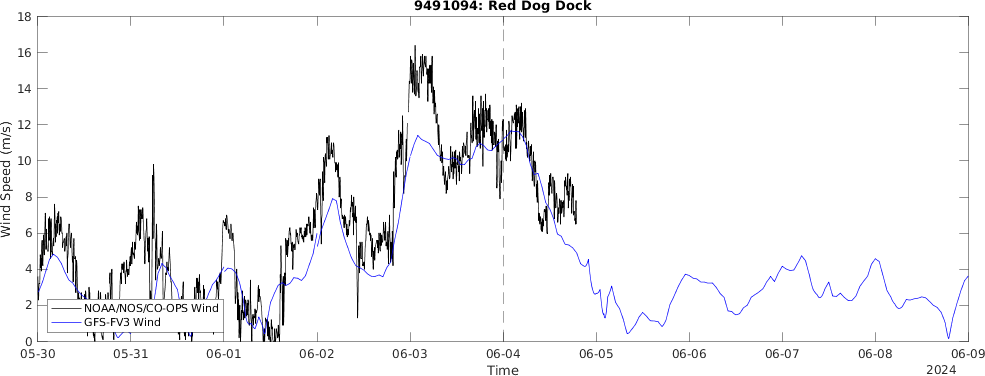 9491094: Red Dog Dock
Wind Speed (m/s)
18
16
14
12
10
8
6
4
2
0
NOAA/NOS/CO-OPS Wind
GFS-FV3 Wind
05-30 05-31 06-01 06-02 06-03 06-04 06-05 06-06 06-07 06-08 06-09
Time
2024